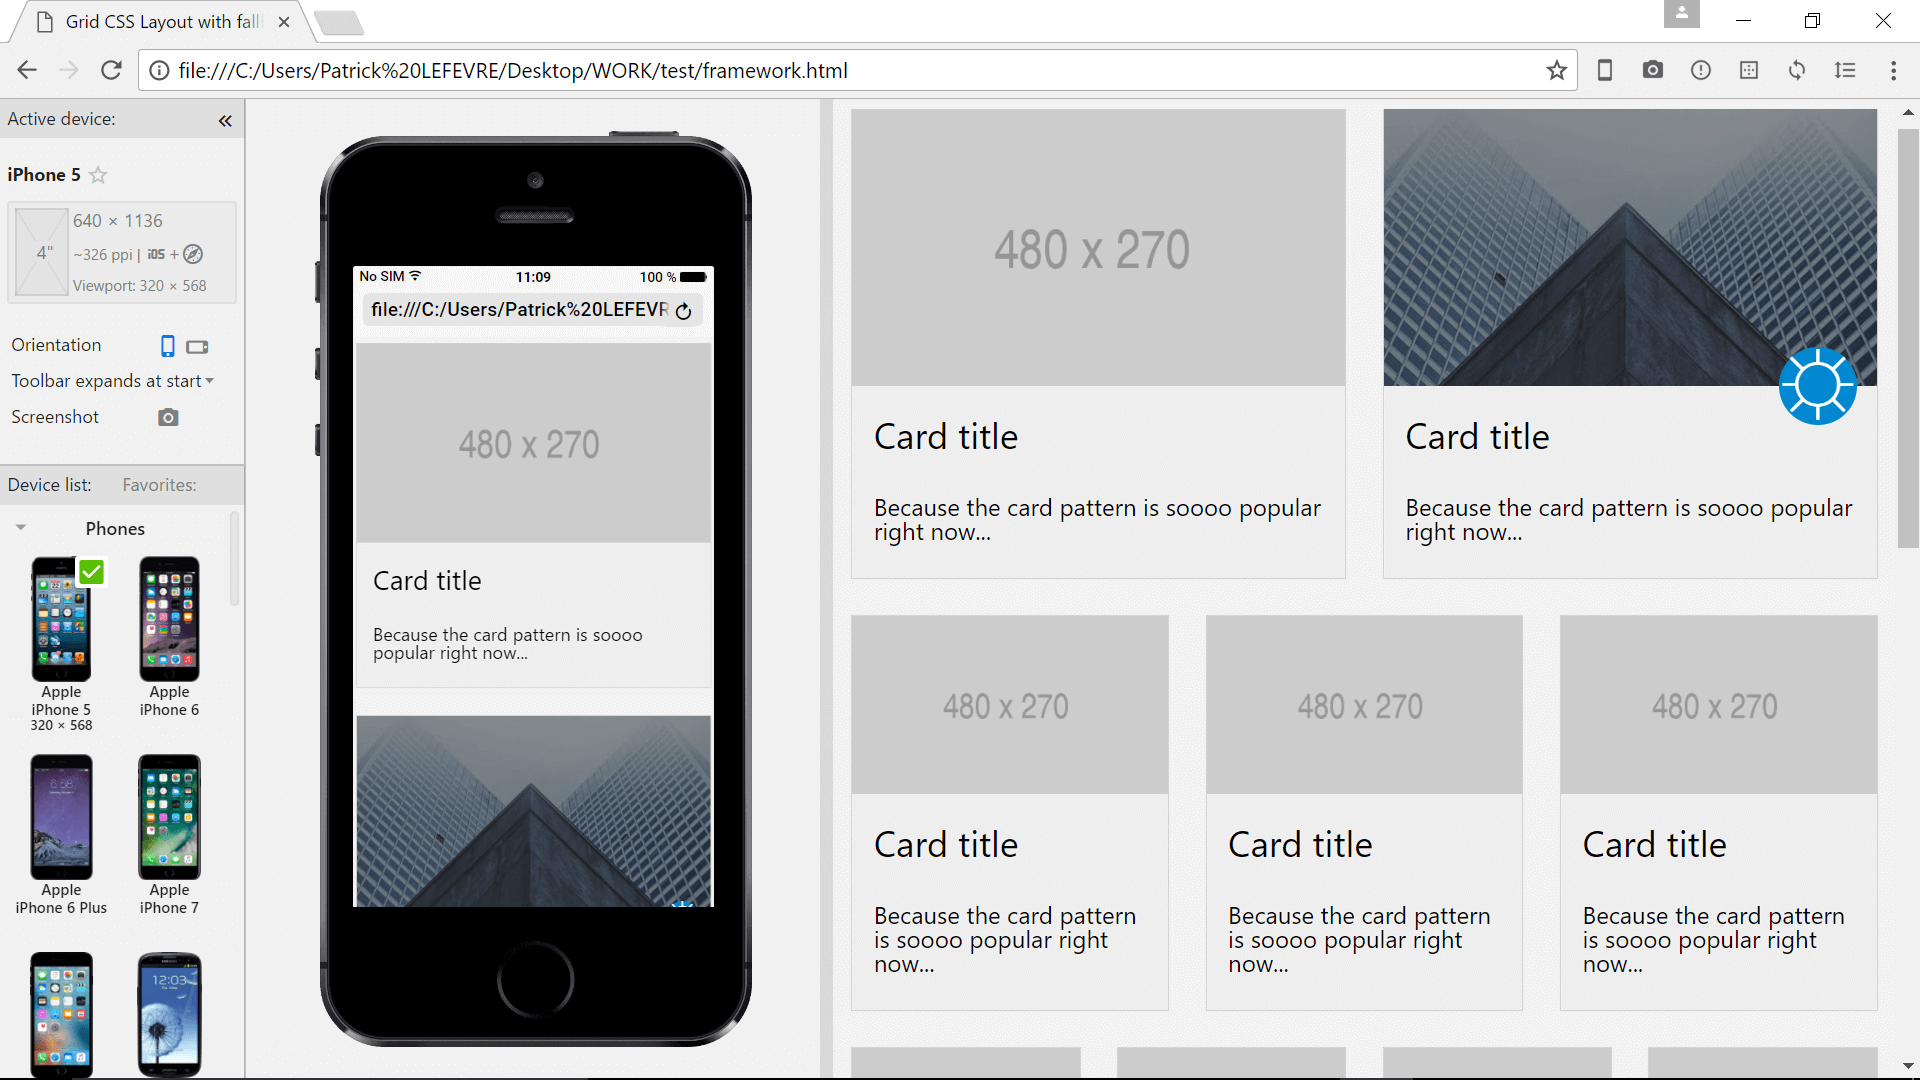 Grid CSS Layout with fall
file:///C:/Users/Patrick%20LEFEVRE/Desktop/WORK/test/framework.html
Active device:
iPhone 5
4"
640 × 1136
~326 ppi | iOS +
Viewport: 320 × 568
Orientation
Toolbar expands at start
Screenshot
Device list: Favorites:
Phones
Apple
iPhone 5
320 × 568
Apple
iPhone 6
6:58
Apple
iPhone 6 Plus
Apple
iPhone 7
12:03
No SIM 11:09 100 %
file:///C:/Users/Patrick%20LEFEVR
480 x 270
Card title
Because the card pattern is soooo
popular right now...
480 x 270
Card title
Because the card pattern is soooo popular
right now...
Card title
Because the card pattern is soooo popular
right now...
480 x 270
Card title
Because the card pattern
is soooo popular right
now...
480 x 270
Card title
Because the card pattern
is soooo popular right
now...
480 x 270
Card title
Because the card pattern
is soooo popular right
now...